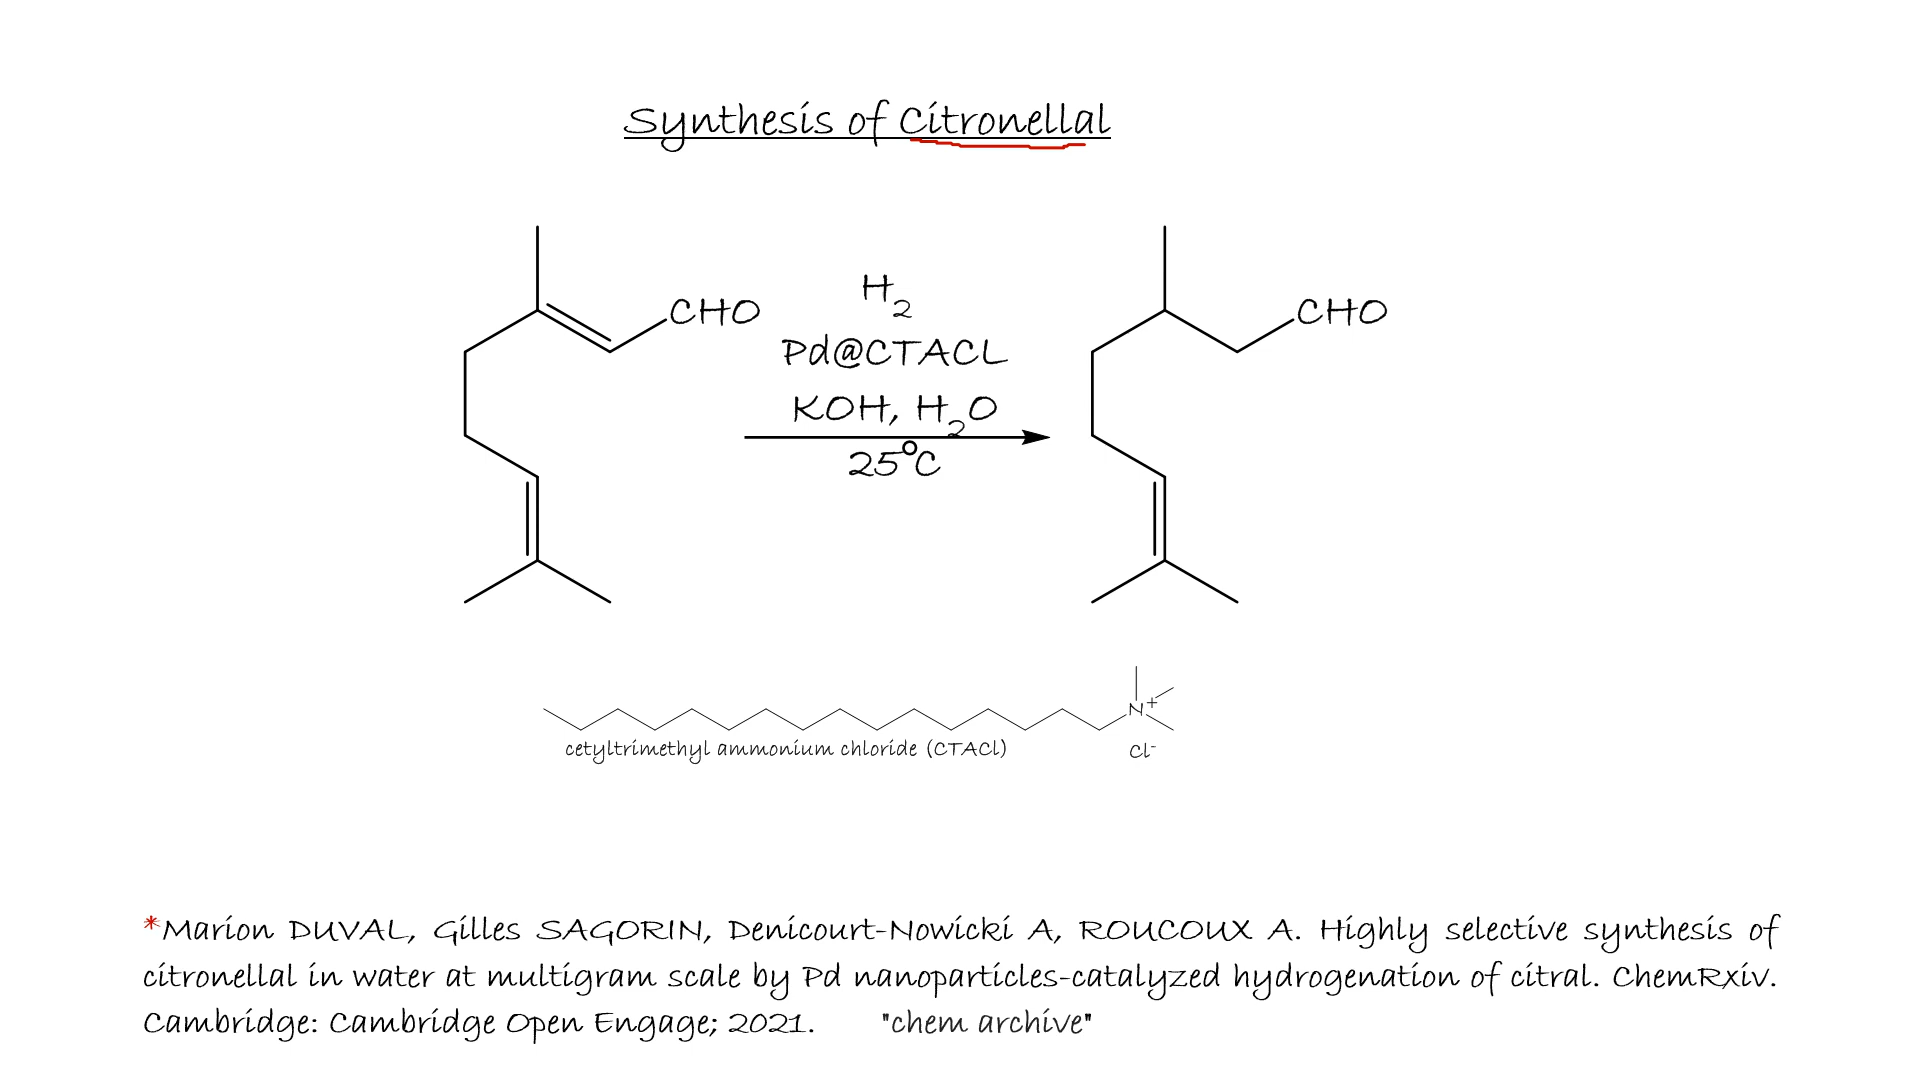 Synthesis of Citronellal
H2
CHO
CHO
Pd@CTACL
KOH, H2O
25°C
N+
cetyltrimethyl ammonium chloride (CTACl)
Cl-
*Marion DUVAL, Gilles SAGORIN, Denicourt-Nowicki A, ROUCOUX A. Highly selective synthesis of
citronellal in water at multigram scale by Pd nanoparticles-catalyzed hydrogenation of citral. ChemRxiv.
Cambridge: Cambridge Open Engage; 2021. "chem archive"